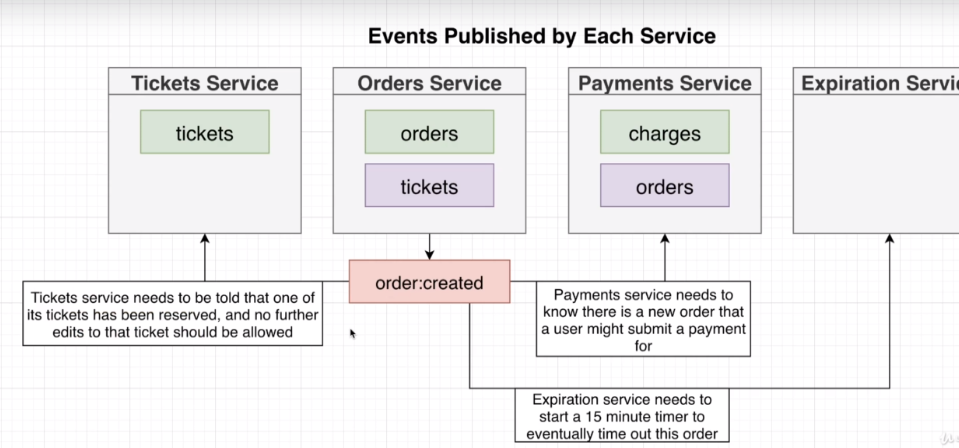 Events Published by Each Service
Tickets Service
Orders Service
Payments Service
Expiration
tickets
orders
charges
tickets
orders
order:created
Tickets service needs to be told that one of
its tickets has been reserved, and no further
edits to that ticket should be allowed
Payments service needs to
know there is a new order that
a user might submit a payment
for
Expiration service needs to
start a 15 minute timer to
eventually time out this order